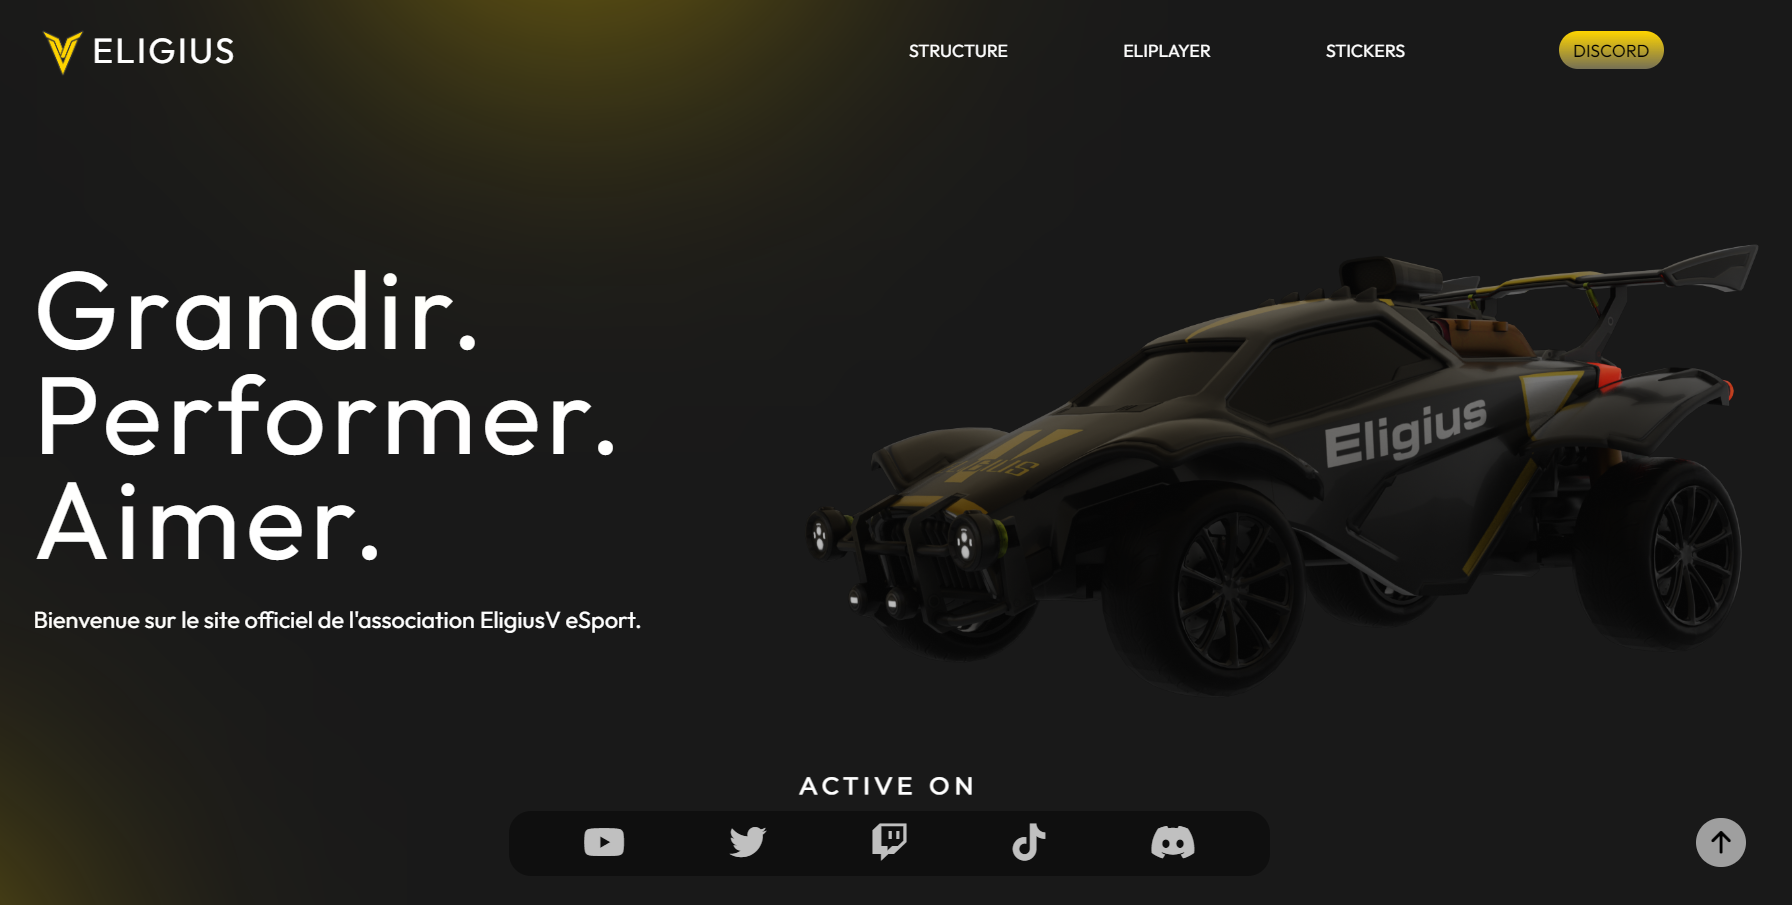 ELIGIUS
STRUCTURE
ELIPLAYER
STICKERS
DISCORD
Grandir.
Performer.
Aimer.
Bienvenue sur le site officiel de l'association EligiusV eSport.
Eligius
ACTIVE ON